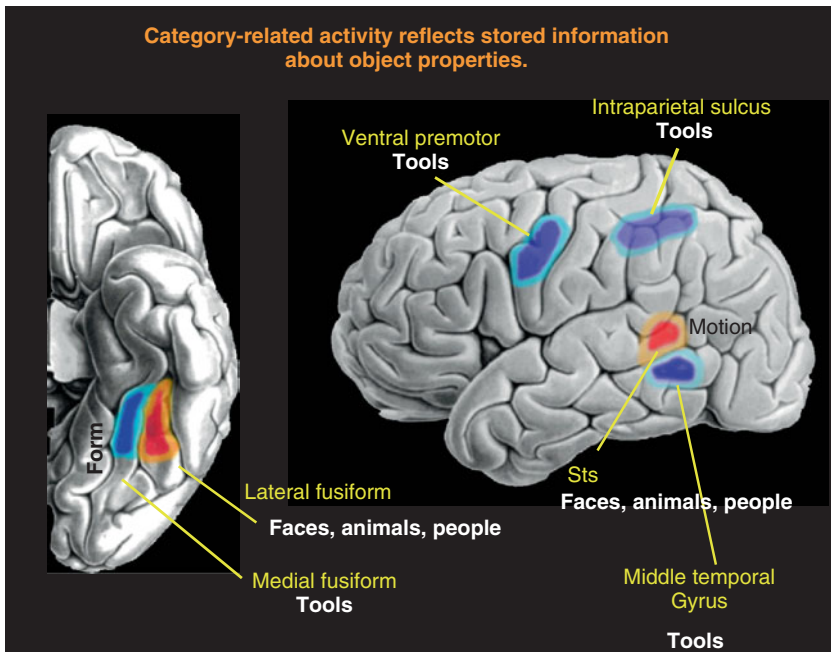 Category-related activity reflects stored information
about object properties.
Intraparietal sulcus
Tools
Ventral premotor
Tools
Motion
Form
Lateral fusiform
Faces, animals, people
Sts
Faces, animals, people
Medial fusiform
Tools
Middle temporal
Gyrus
Tools